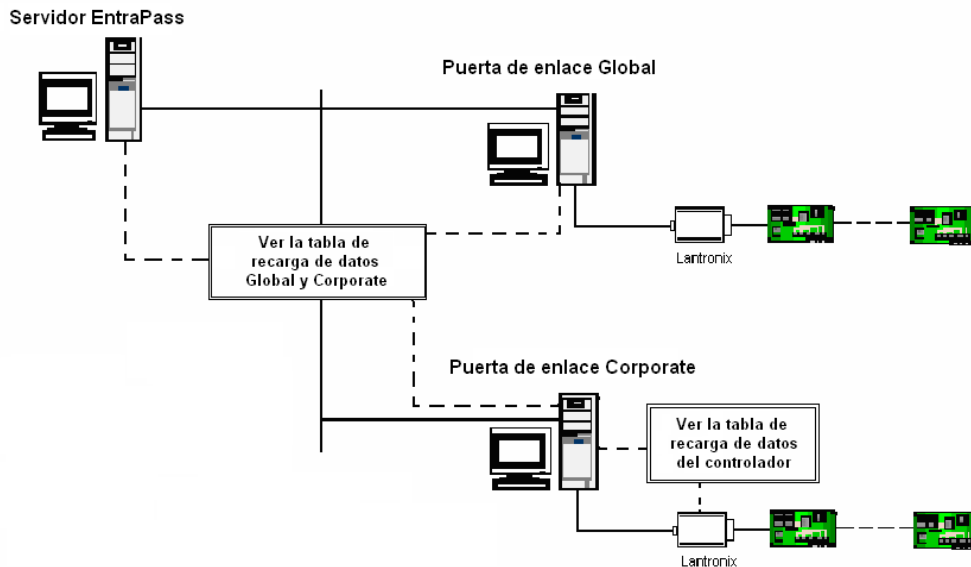 Servidor EntraPass
Puerta de enlace Global
Ver la tabla de
recarga de datos
Global y Corporate
Lantronix
Puerta de enlace Corporate
Ver la tabla de
recarga de datos
del controlador
Lantronix